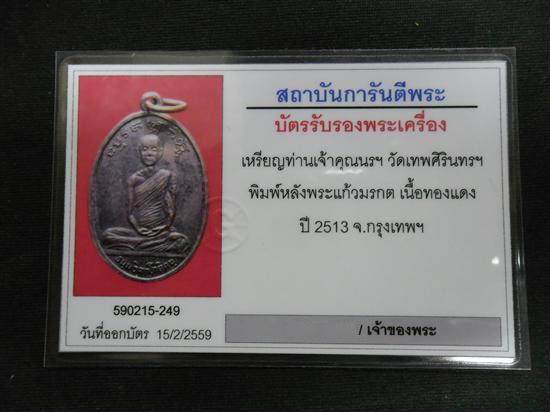 สถาบันการันตีพระ
บัตรรับรองพระเครื่อง
เหรียญท่านเจ้าคุณนรฯ วัดเทพศิรินทรฯ
พิมพ์หลังพระแก้วมรกต เนื้อทองแดง
ปี 2513 จ.กรุงเทพฯ
590215-249
วันที่ออกบัตร 15/2/2559
/ เจ้าของพระ